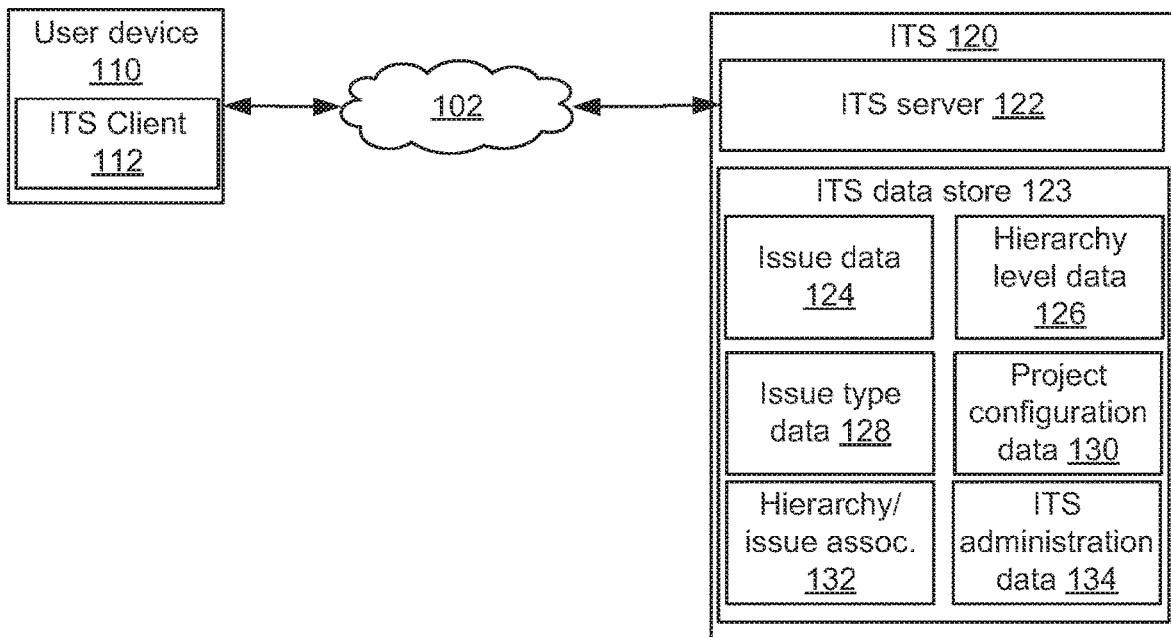 User device
110
ITS Client
112
102
ITS 120
ITS server 122
ITS data store 123
Issue data
124
Hierarchy
level data
126
Issue type
data 128
Project
configuration
data 130
Hierarchy/
issue assoc.
132
ITS
administration
data 134